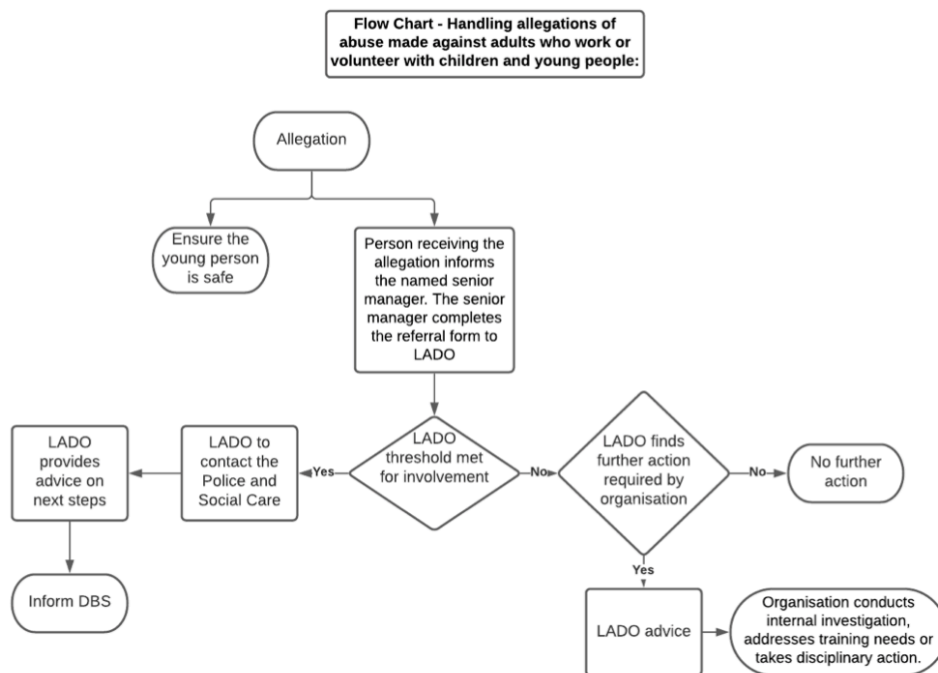 Flow Chart - Handling allegations of
abuse made against adults who work or
volunteer with children and young people:
Allegation
Ensure the
young person
is safe
Person receiving the
allegation informs
the named senior
manager. The senior
manager completes
the referral form to
LADO
LADO
threshold met
for involvement
Yes
LADO to
contact the
Police and
Social Care
LADO
provides
advice on
next steps
Inform DBS
No
LADO finds
further action
required by
organisation
No
No further
action
Yes
LADO advice
Organisation conducts
internal investigation,
addresses training needs or
takes disciplinary action.